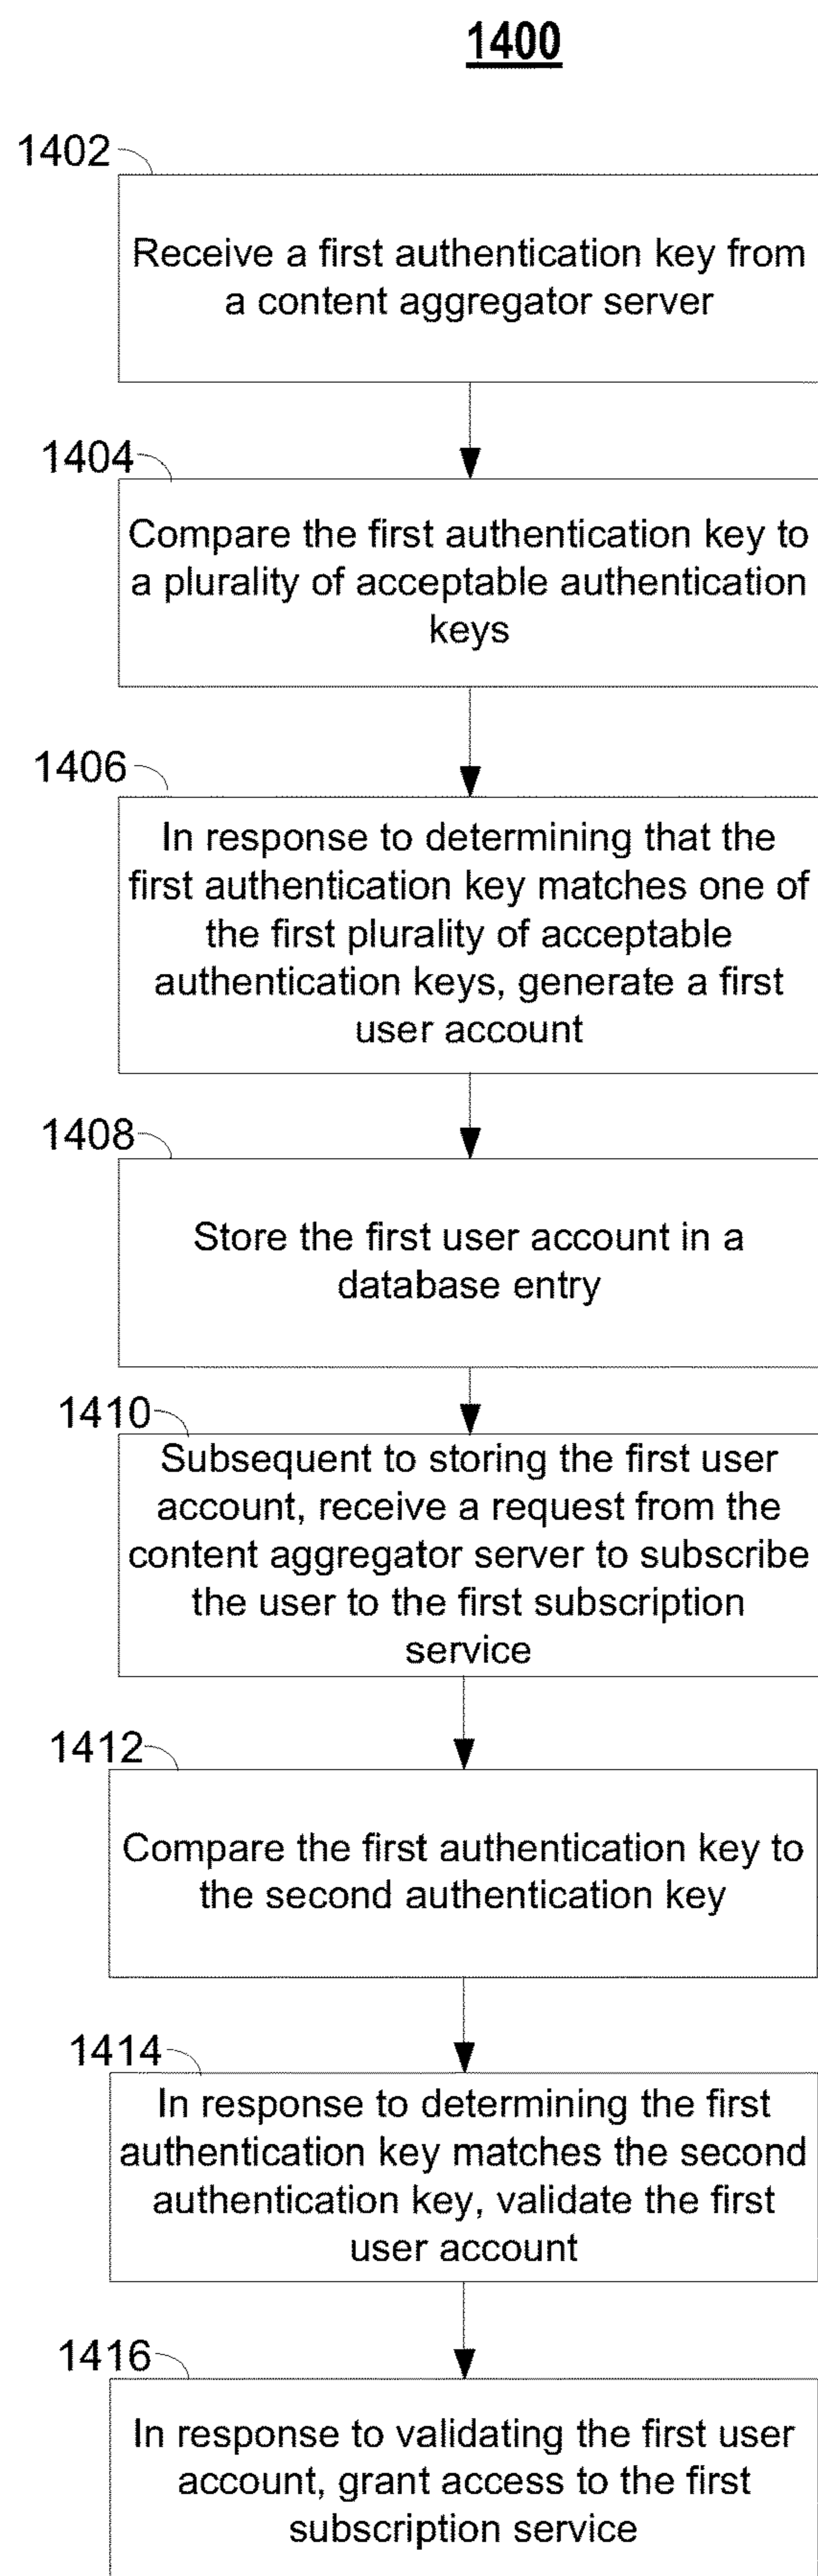 1400
1402
Receive a first authentication key from
a content aggregator server
1404
Compare the first authentication key to
a plurality of acceptable authentication
keys
1406
In response to determining that the
first authentication key matches one of
the first plurality of acceptable
authentication keys, generate a first
user account
1408
Store the first user account in a
database entry
1410
Subsequent to storing the first user
account, receive a request from the
content aggregator server to subscribe
the user to the first subscription
service
1412
Compare the first authentication key to
the second authentication key
1414
In response to determining the first
authentication key matches the second
authentication key, validate the first
user account
1416
In response to validating the first user
account, grant access to the first
subscription service